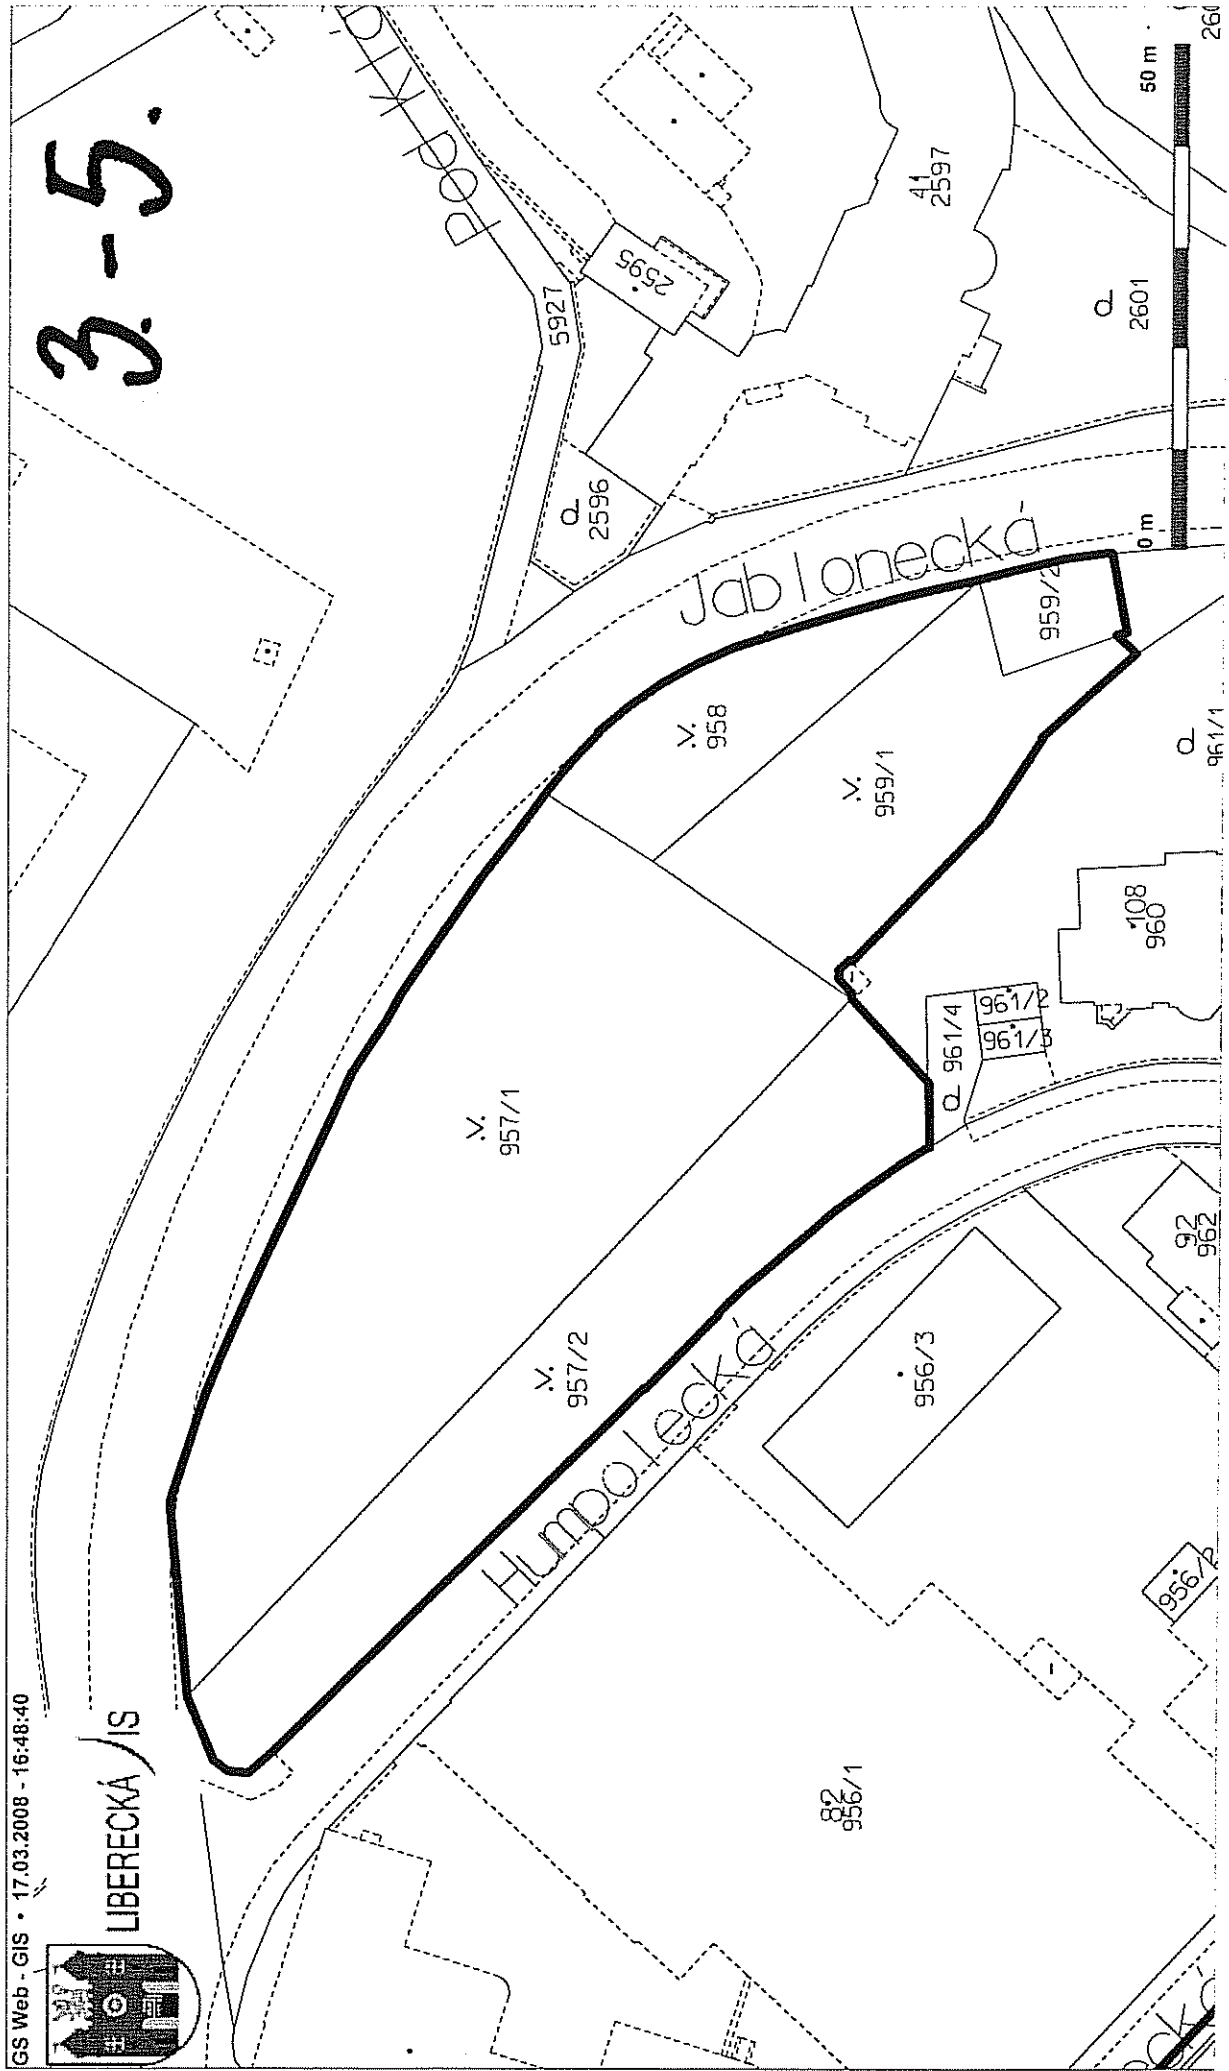 GS Web - GIS • 17.03.2008 - 16:48:40
LIBERECKÁ IS
3. - 5.
Pod
5927
2595
2596
41
2597
2601
Jablonecká
958
959/1
959/2
957/1
957/2
Humpolecká
961/1
108
960
961/4
961/2
961/3
956/3
92
962
82
956/1
0 m
50 m